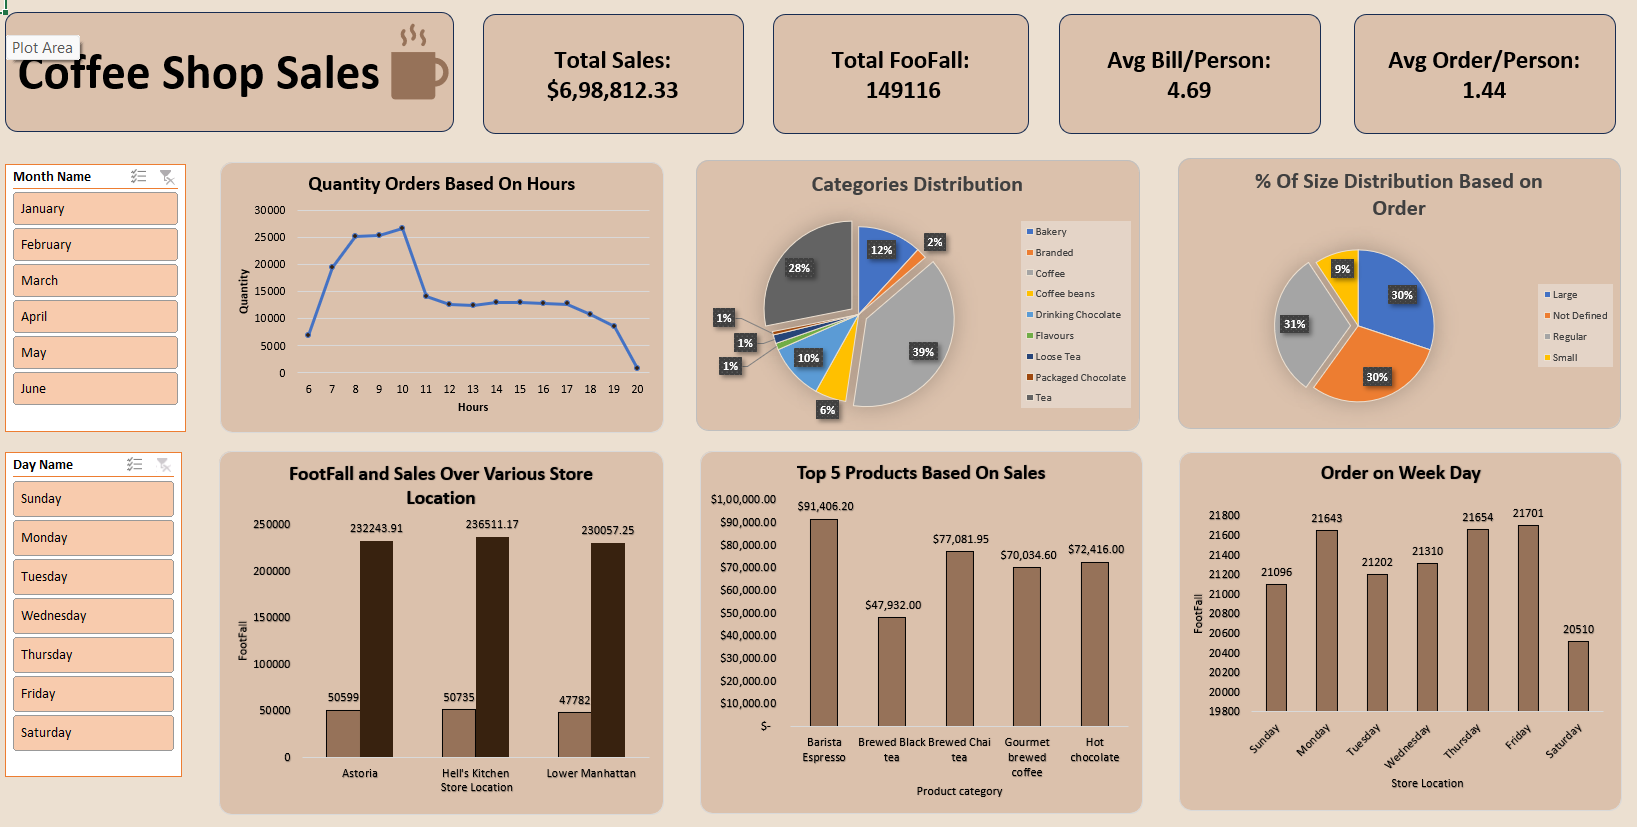 Plot Area
Coffee Shop Sales
Total Sales:
$6,98,812.33
Total FooFall:
149116
Avg Bill/Person:
4.69
Avg Order/Person:
1.44
Month Name
January
February
March
April
May
June
Quantity Orders Based On Hours
30000
25000
20000
15000
10000
5000
0
Quantity
6 7 8 9 10 11 12 13 14 15 16 17 18 19 20
Hours
Categories Distribution
12%
2%
28%
1%
1%
1%
10%
6%
39%
Bakery
Branded
Coffee
Coffee beans
Drinking Chocolate
Flavours
Loose Tea
Packaged Chocolate
Tea
% Of Size Distribution Based on
Order
9%
30%
31%
30%
Large
Not Defined
Regular
Small
Day Name
Sunday
Monday
Tuesday
Wednesday
Thursday
Friday
Saturday
FootFall and Sales Over Various Store
Location
250000
200000
150000
100000
50000
0
FootFall
232243.91
236511.17
230057.25
50599
50735
47782
Astoria
Hell's Kitchen
Lower Manhattan
Store Location
Top 5 Products Based On Sales
$1,00,000.00
$90,000.00
$80,000.00
$70,000.00
$60,000.00
$50,000.00
$40,000.00
$30,000.00
$20,000.00
$10,000.00
$-
$91,406.20
$47,932.00
$77,081.95
$70,034.60
$72,416.00
Barista
Espresso
Brewed Black
tea
Brewed Chai
tea
Gourmet
brewed
coffee
Hot
chocolate
Product category
Order on Week Day
21800
21600
21400
21200
21000
20800
20600
20400
20200
20000
19800
FootFall
21096
21643
21202
21310
21654
21701
20510
Sunday
Monday
Tuesday
Wednesday
Thursday
Friday
Saturday
Store Location